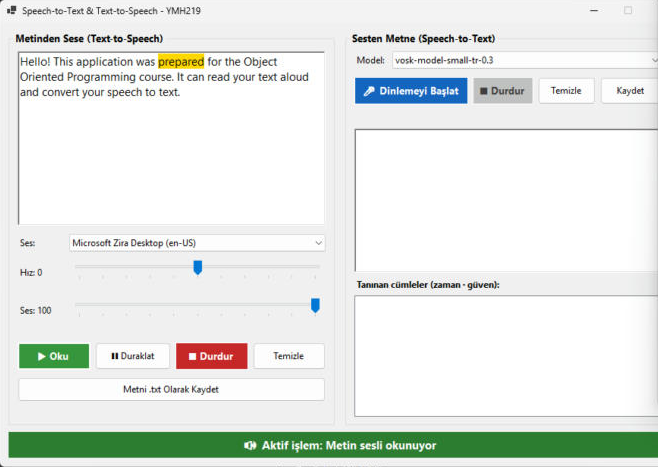 Speech-to-Text & Text-to-Speech - YMH219
Metinden Sese (Text-to-Speech)
Hello! This application was prepared for the Object
Oriented Programming course. It can read your text aloud
and convert your speech to text.
Ses: Microsoft Zira Desktop (en-US)
Hız: 0
Ses: 100
Oku Duraklat Durdur Temizle
Metni .txt Olarak Kaydet
Sesten Metne (Speech-to-Text)
Model: vosk-model-small-tr-0.3
Dinlemeyi Başlat Durdur Temizle Kaydet
Tanınan cümleler (zaman - güven):
Aktif işlem: Metin sesli okunuyor